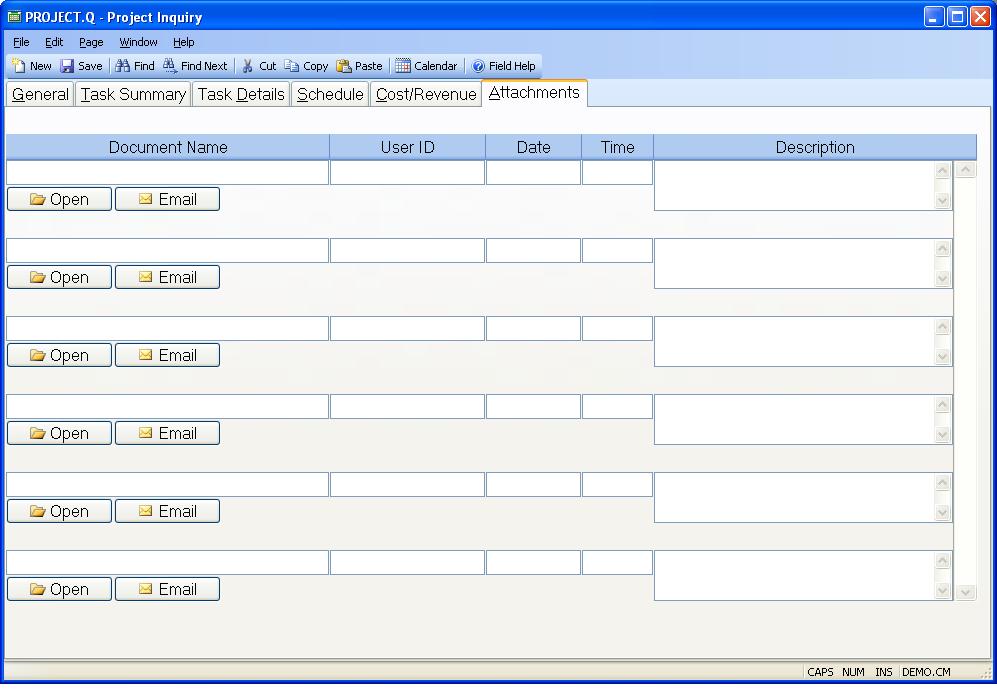 PROJECT.Q - Project Inquiry
File Edit Page Window Help
New Save Find Find Next Cut Copy Paste Calendar Field Help
General Task Summary Task Details Schedule Cost/Revenue Attachments
Document Name User ID Date Time Description
Open Email
Open Email
Open Email
Open Email
Open Email
Open Email
CAPS NUM INS DEMO.CM